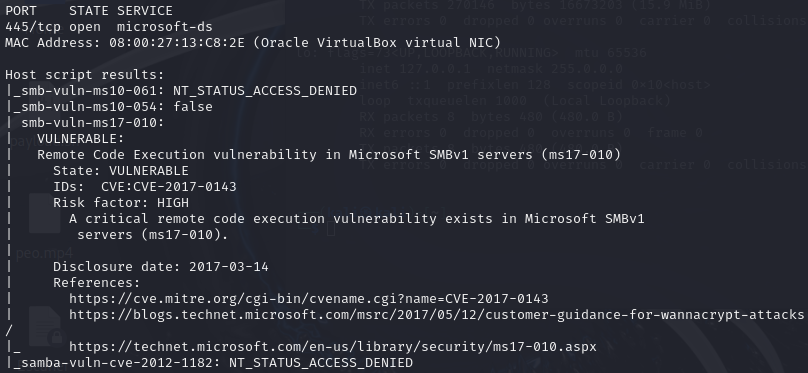 PORT    STATE SERVICE
445/tcp open  microsoft-ds
MAC Address: 08:00:27:13:C8:2E (Oracle VirtualBox virtual NIC)
Host script results:
|_smb-vuln-ms10-061: NT_STATUS_ACCESS_DENIED
|_smb-vuln-ms10-054: false
| smb-vuln-ms17-010:
|   VULNERABLE:
|   Remote Code Execution vulnerability in Microsoft SMBv1 servers (ms17-010)
|     State: VULNERABLE
|     IDs:  CVE:CVE-2017-0143
|     Risk factor: HIGH
|       A critical remote code execution vulnerability exists in Microsoft SMBv1
|        servers (ms17-010).
|
|     Disclosure date: 2017-03-14
|     References:
|       https://cve.mitre.org/cgi-bin/cvename.cgi?name=CVE-2017-0143
|       https://blogs.technet.microsoft.com/msrc/2017/05/12/customer-guidance-for-wannacrypt-attacks
/
|_      https://technet.microsoft.com/en-us/library/security/ms17-010.aspx
|_samba-vuln-cve-2012-1182: NT_STATUS_ACCESS_DENIED